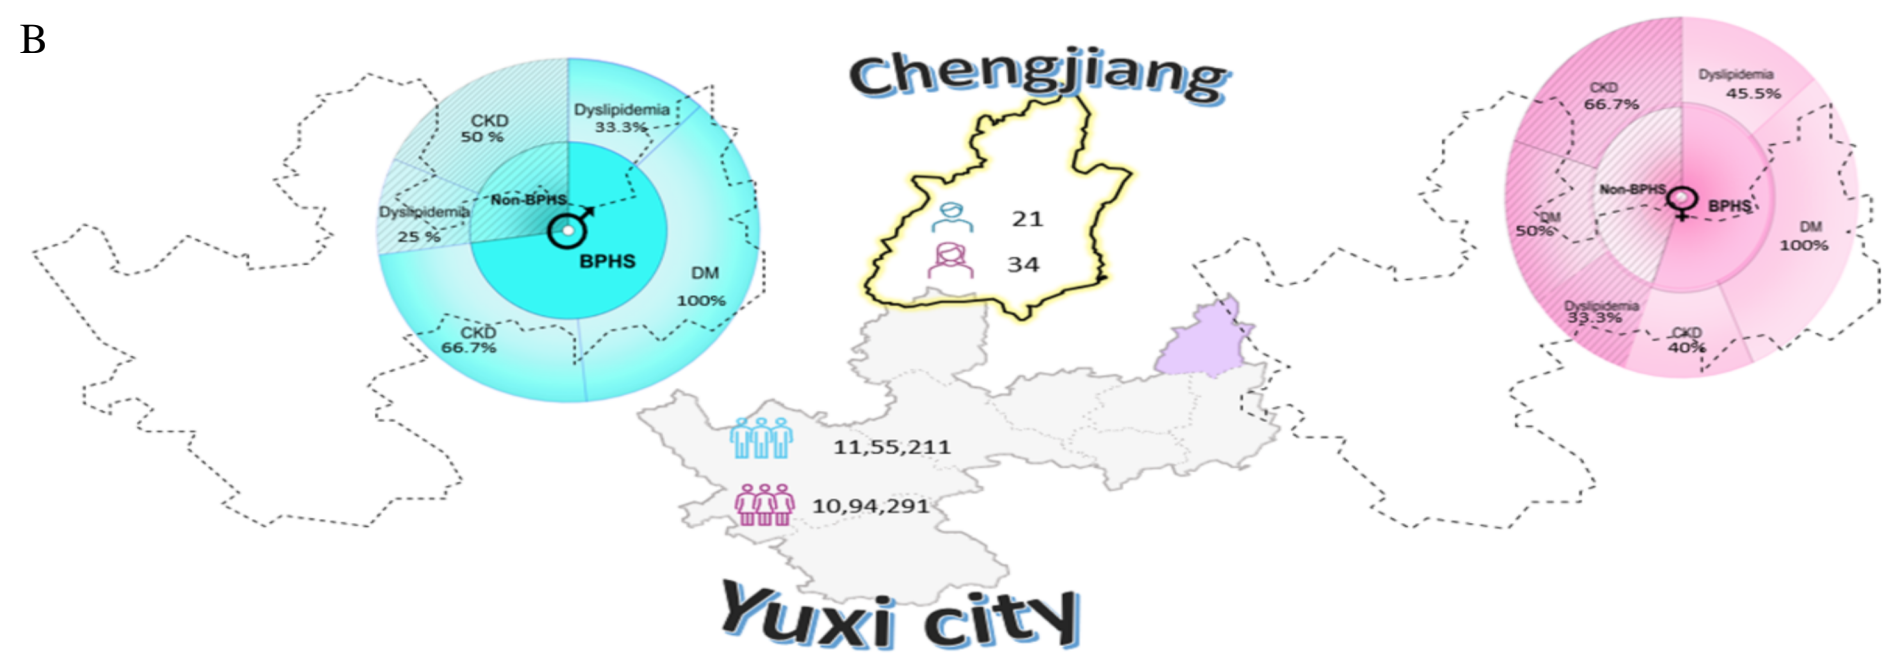 B
Chengjiang
21
34
CKD
50 %
Dyslipidemia
33.3%
Non-BPHS
Dyslipidemia
25 %
BPHS
DM
100%
CKD
66.7%
CKD
66.7%
Dyslipidemia
45.5%
Non-BPHS
BPHS
DM
50%
DM
100%
Dyslipidemia
33.3%
CKD
40%
11,55,211
10,94,291
Yuxi city